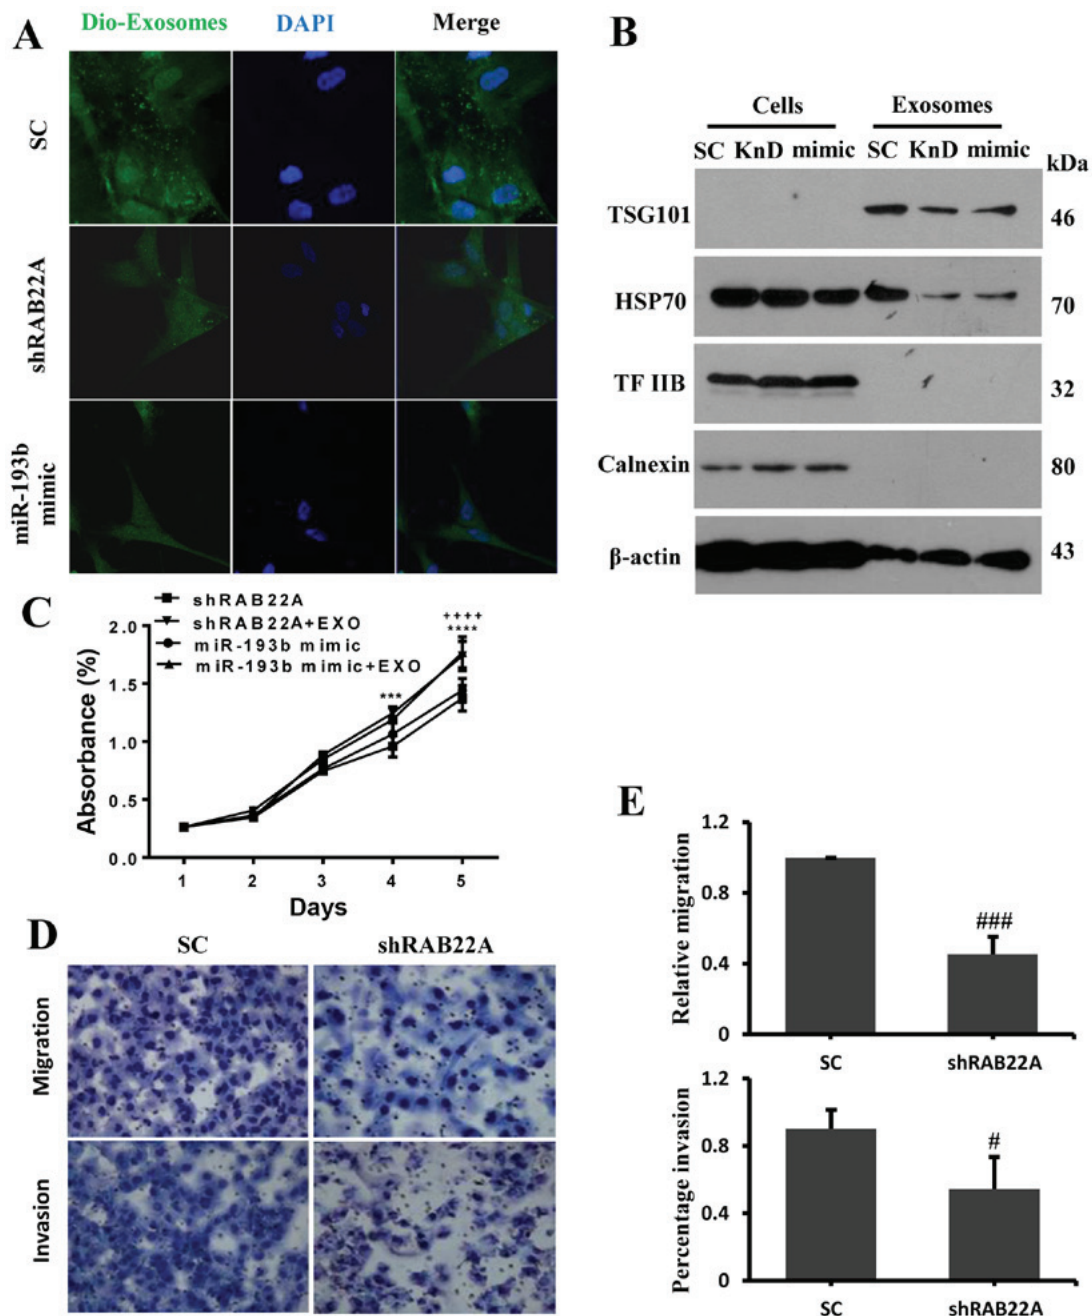 A
Dio-Exosomes DAPI Merge
SC
shRAB22A
miR-193b mimic
B
Cells Exosomes
SC KnD mimic SC KnD mimic kDa
TSG101 46
HSP70 70
TF IIB 32
Calnexin 80
β-actin 43
C
shRAB22A
shRAB22A+EXO
miR-193b mimic
miR-193b mimic+EXO
++++
****
***
Absorbance (%)
2.0
1.5
1.0
0.5
0.0
1 2 3 4 5
Days
D
SC shRAB22A
Migration
Invasion
E
Relative migration
1.2
0.8
0.4
0
###
SC shRAB22A
Percentage invasion
1.2
0.8
0.4
0
#
SC shRAB22A